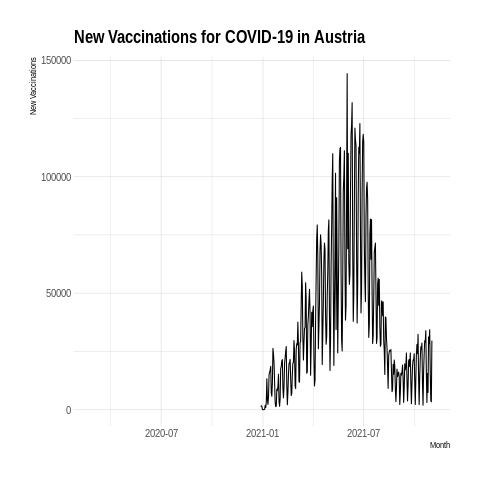 New Vaccinations for COVID-19 in Austria
New Vaccinations
150000
100000
50000
0
2020-07
2021-01
2021-07
Month